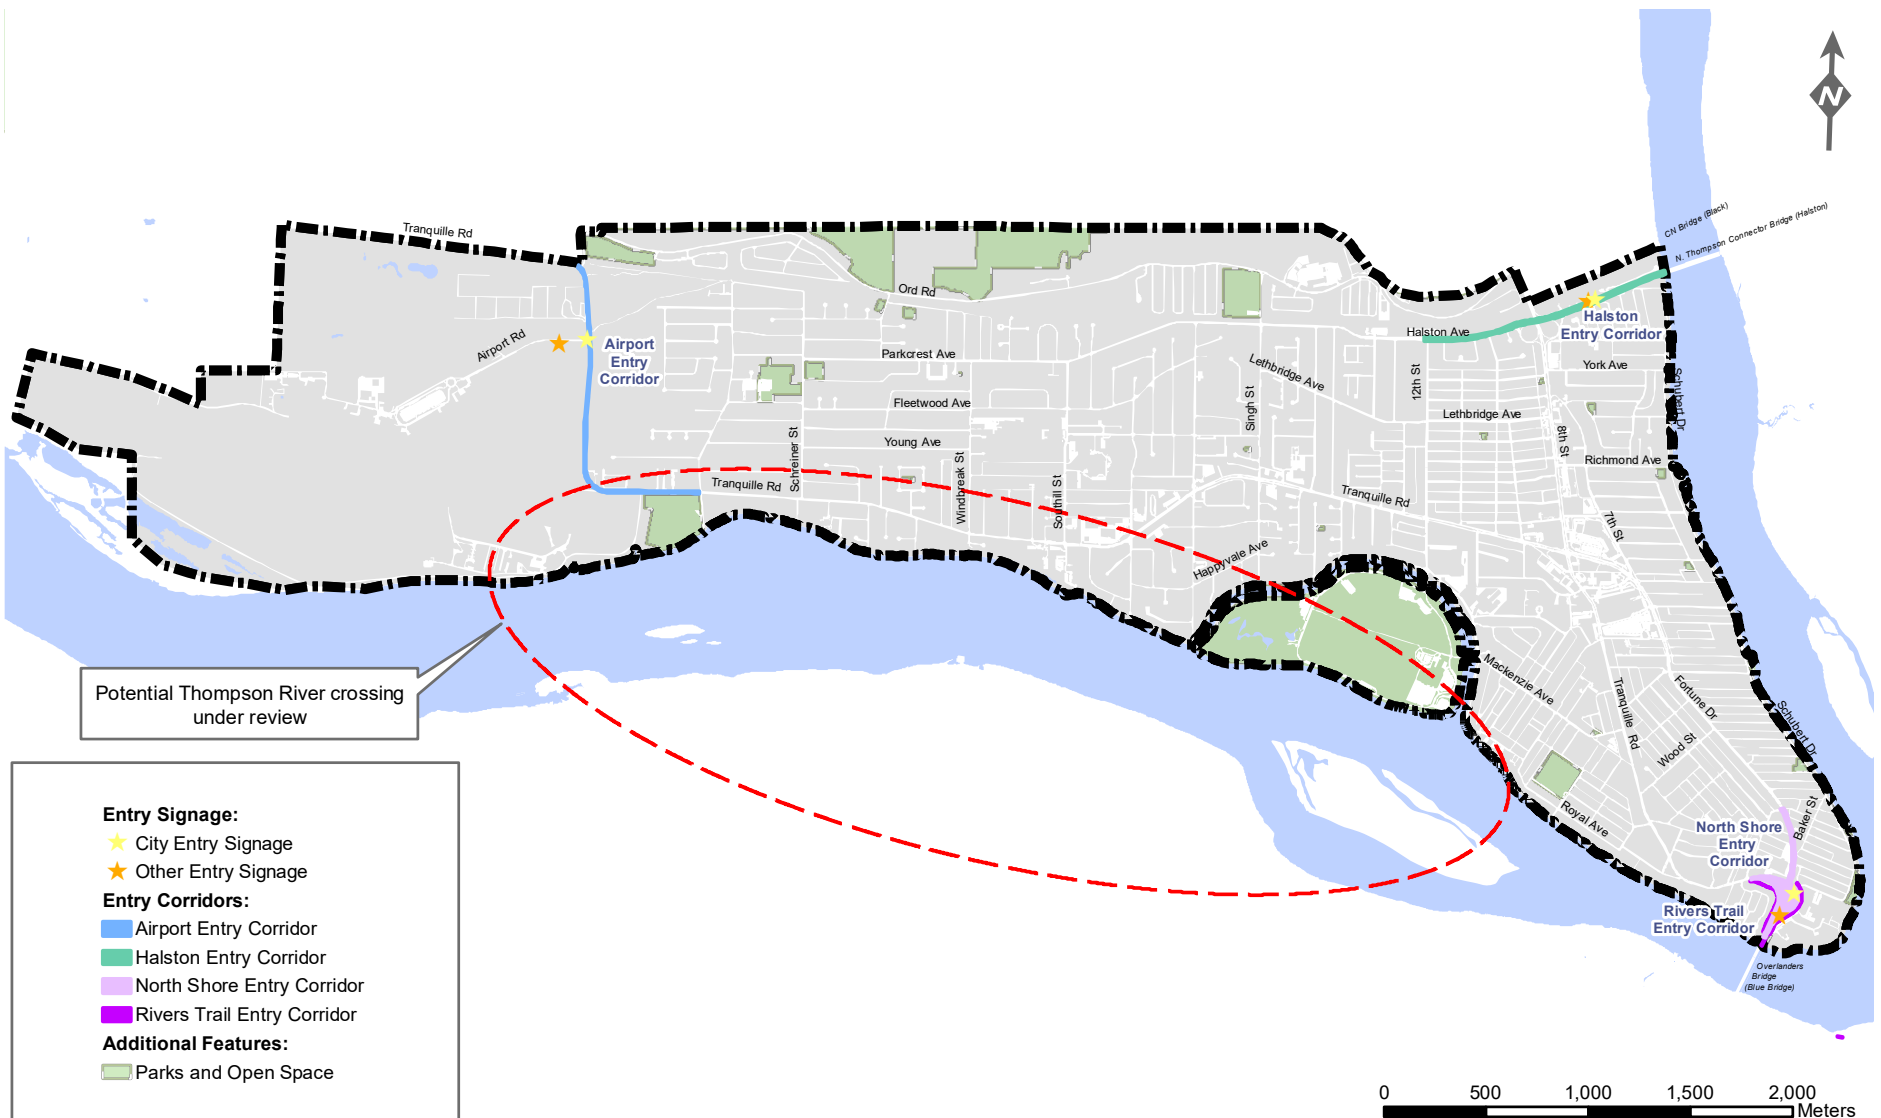 N
CN Bridge (Black)
N. Thompson Connector Bridge (Halston)
Tranquille Rd
Ord Rd
Airport Rd
Airport
Entry
Corridor
Halston
Entry Corridor
Halston Ave
Parkcrest Ave
Lethbridge Ave
York Ave
12th St
Schubert Dr
Singh St
Fleetwood Ave
Lethbridge Ave
Young Ave
8th St
Richmond Ave
Schreiner St
Windbreak St
Southill St
Tranquille Rd
Tranquille Rd
7th St
Happyvale Ave
Mackenzie Ave
Fortune Dr
Tranquille Rd
Wood St
Schubert Dr
Royal Ave
Baker St
North Shore
Entry
Corridor
Rivers Trail
Entry Corridor
Overlanders
Bridge
(Blue Bridge)
Potential Thompson River crossing
under review
Entry Signage:
City Entry Signage
Other Entry Signage
Entry Corridors:
Airport Entry Corridor
Halston Entry Corridor
North Shore Entry Corridor
Rivers Trail Entry Corridor
Additional Features:
Parks and Open Space
0 500 1,000 1,500 2,000
Meters